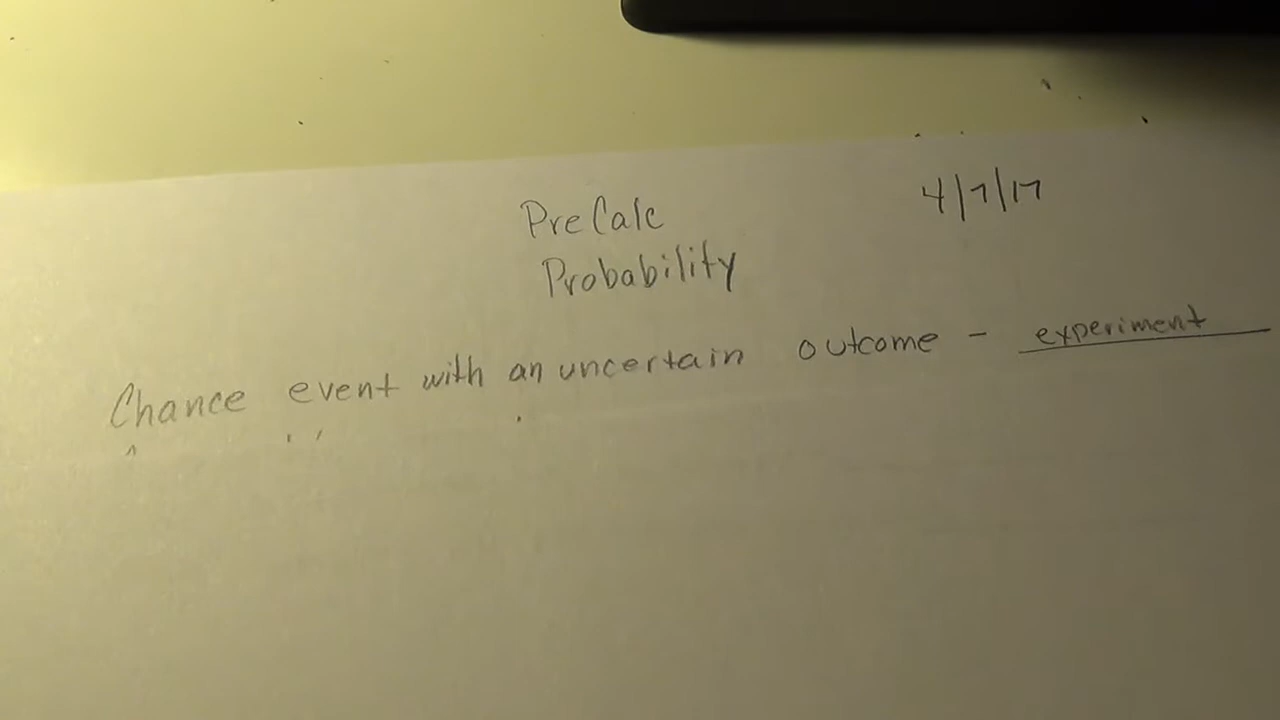 PreCalc 4/7/17
Probability
Chance event with an uncertain outcome - experiment